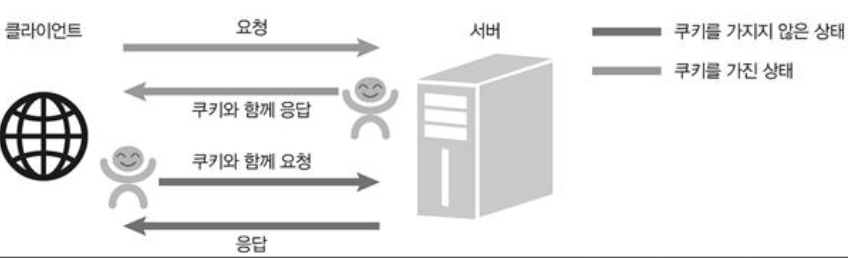 클라이언트
요청
서버
쿠키를 가지지 않은 상태
쿠키를 가진 상태
쿠키와 함께 응답
쿠키와 함께 요청
응답